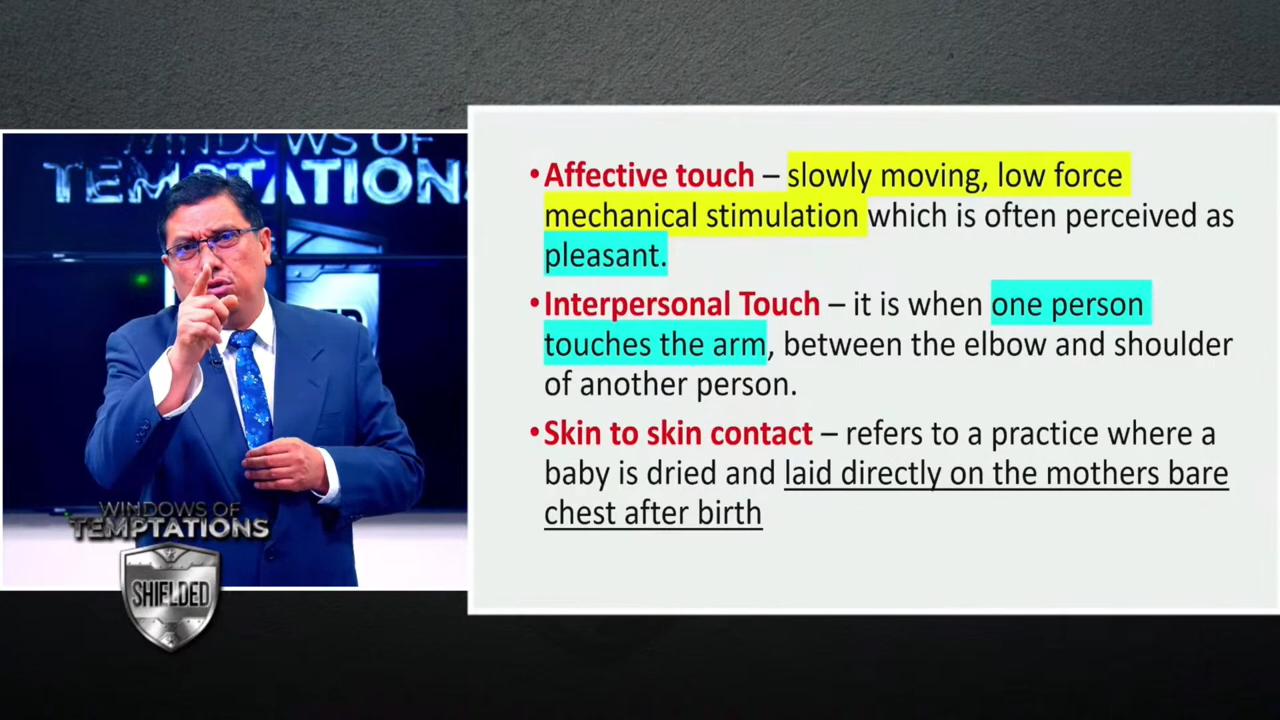 WINDOWS OF
TEMPTATIONS
•Affective touch – slowly moving, low force
mechanical stimulation which is often perceived as
pleasant.
•Interpersonal Touch – it is when one person
touches the arm, between the elbow and shoulder
of another person.
•Skin to skin contact – refers to a practice where a
baby is dried and laid directly on the mothers bare
chest after birth
WINDOWS OF
TEMPTATIONS
SHIELDED